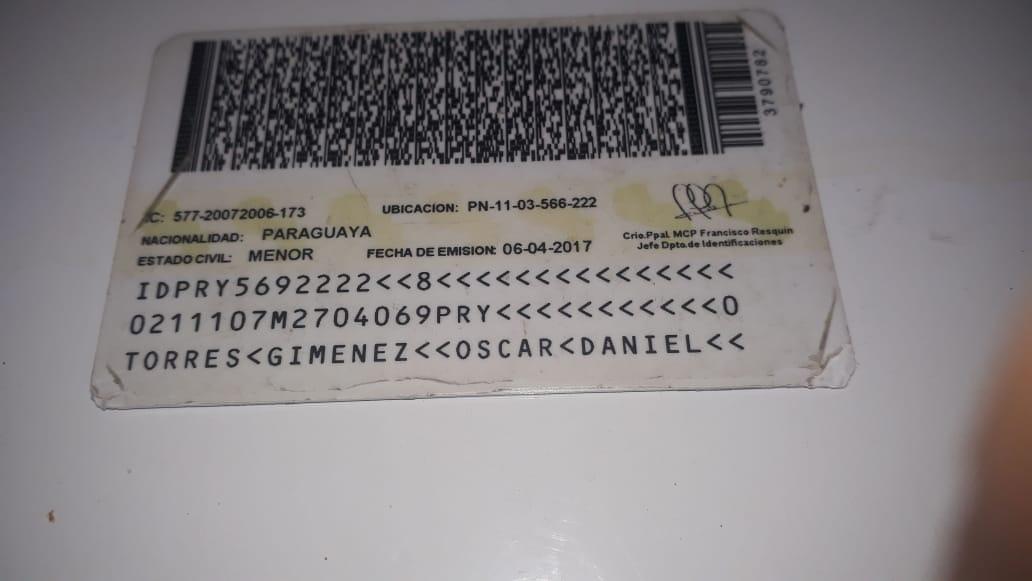 3790782
IC: 577-20072006-173
UBICACION: PN-11-03-566-222
NACIONALIDAD: PARAGUAYA
ESTADO CIVIL: MENOR
FECHA DE EMISION: 06-04-2017
Crio.Ppal. MCP Francisco Resquin
Jefe Dpto.de Identificaciones
IDPRY5692222<<8<<<<<<<<<<<<<<<
0211107M2704069PRY<<<<<<<<<<<0
TORRES<GIMENEZ<<OSCAR<DANIEL<<